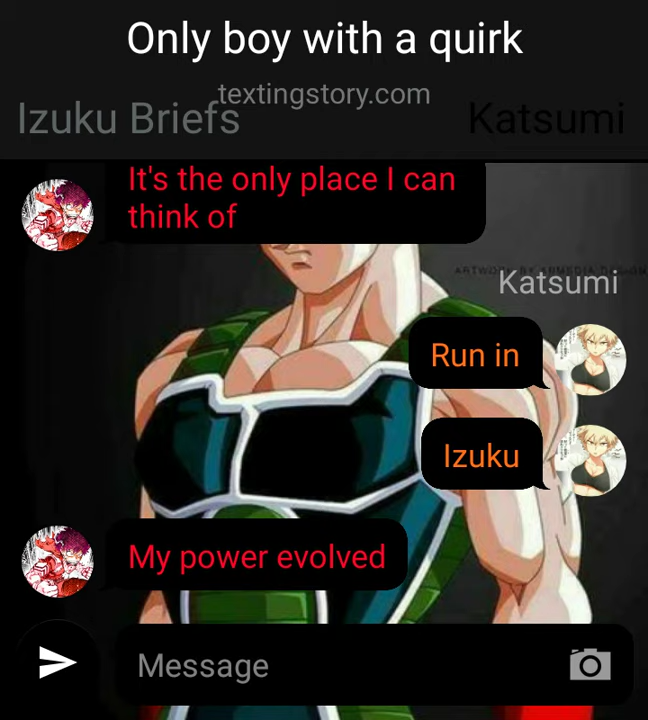 Only boy with a quirk
textingstory.com
Izuku Briefs
Katsumi
It's the only place I can
think of
Katsumi
Run in
Izuku
My power evolved
Message